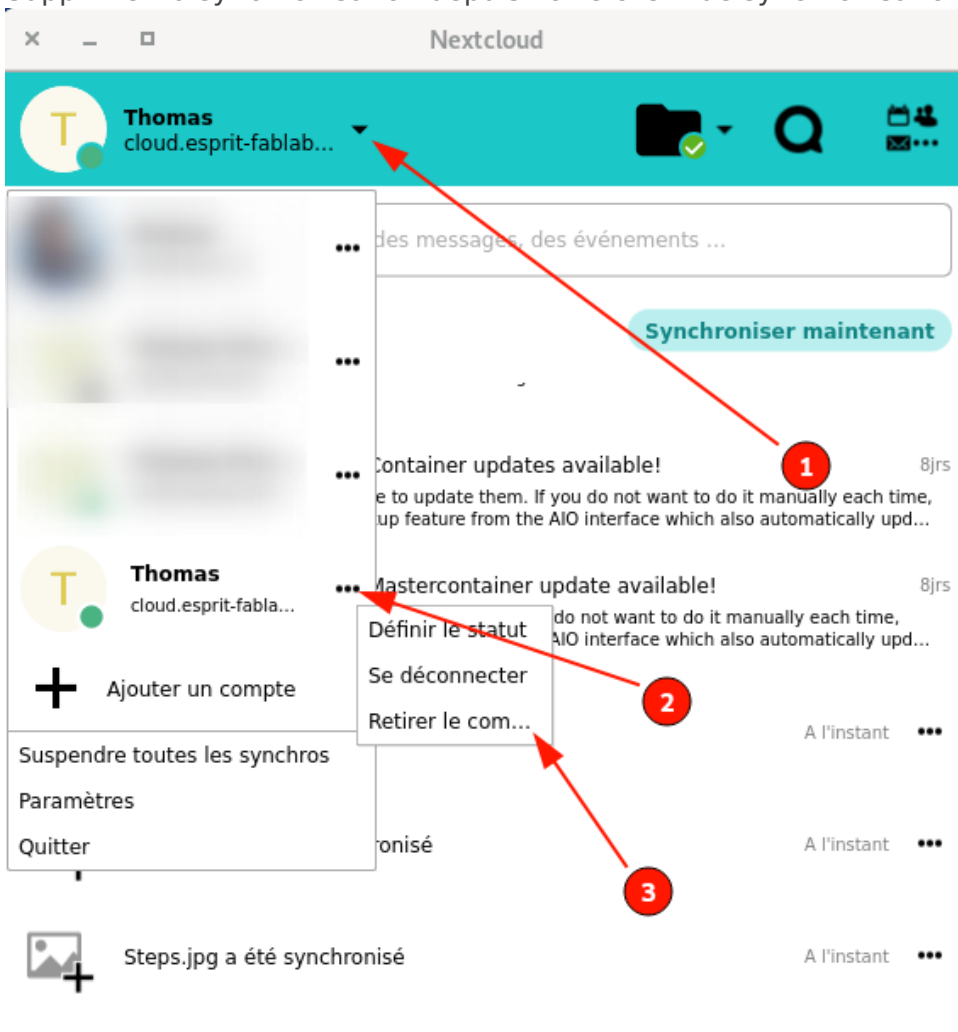 Nextcloud
T
Thomas
cloud.esprit-fablab...
des messages, des événements ...
Synchroniser maintenant
1
Container updates available!
8jrs
e to update them. If you do not want to do it manually each time,
up feature from the AIO interface which also automatically upd...
T
Thomas
cloud.esprit-fabla...
Mastercontainer update available!
8jrs
do not want to do it manually each time,
AIO interface which also automatically upd...
Définir le statut
Se déconnecter
Retirer le com...
2
Ajouter un compte
A l'instant
Suspendre toutes les synchros
Paramètres
Quitter
ronisé
A l'instant
3
Steps.jpg a été synchronisé
A l'instant